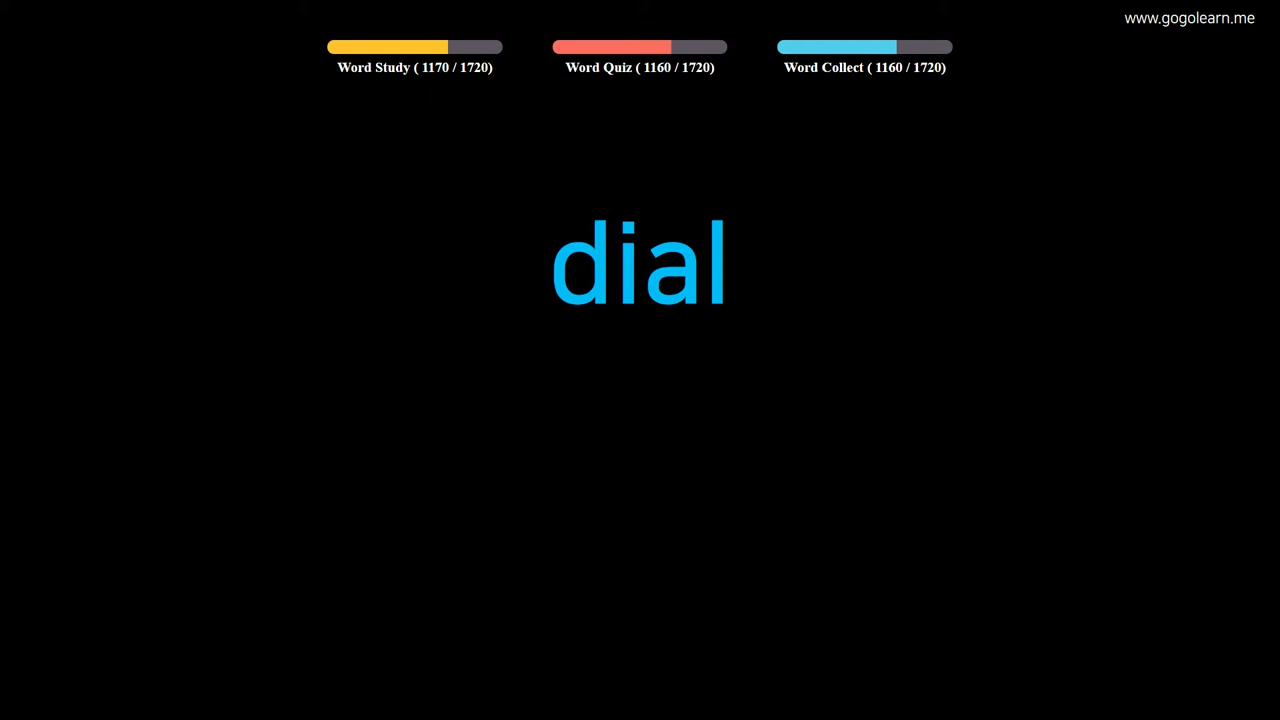 www.gogolearn.me
Word Study ( 1170 / 1720)
Word Quiz ( 1160 / 1720)
Word Collect ( 1160 / 1720)
dial